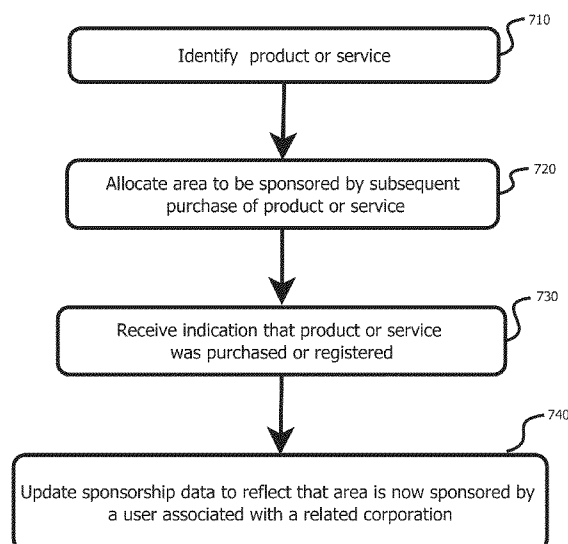 710
Identify product or service
720
Allocate area to be sponsored by subsequent
purchase of product or service
730
Receive indication that product or service
was purchased or registered
740
Update sponsorship data to reflect that area is now sponsored by
a user associated with a related corporation